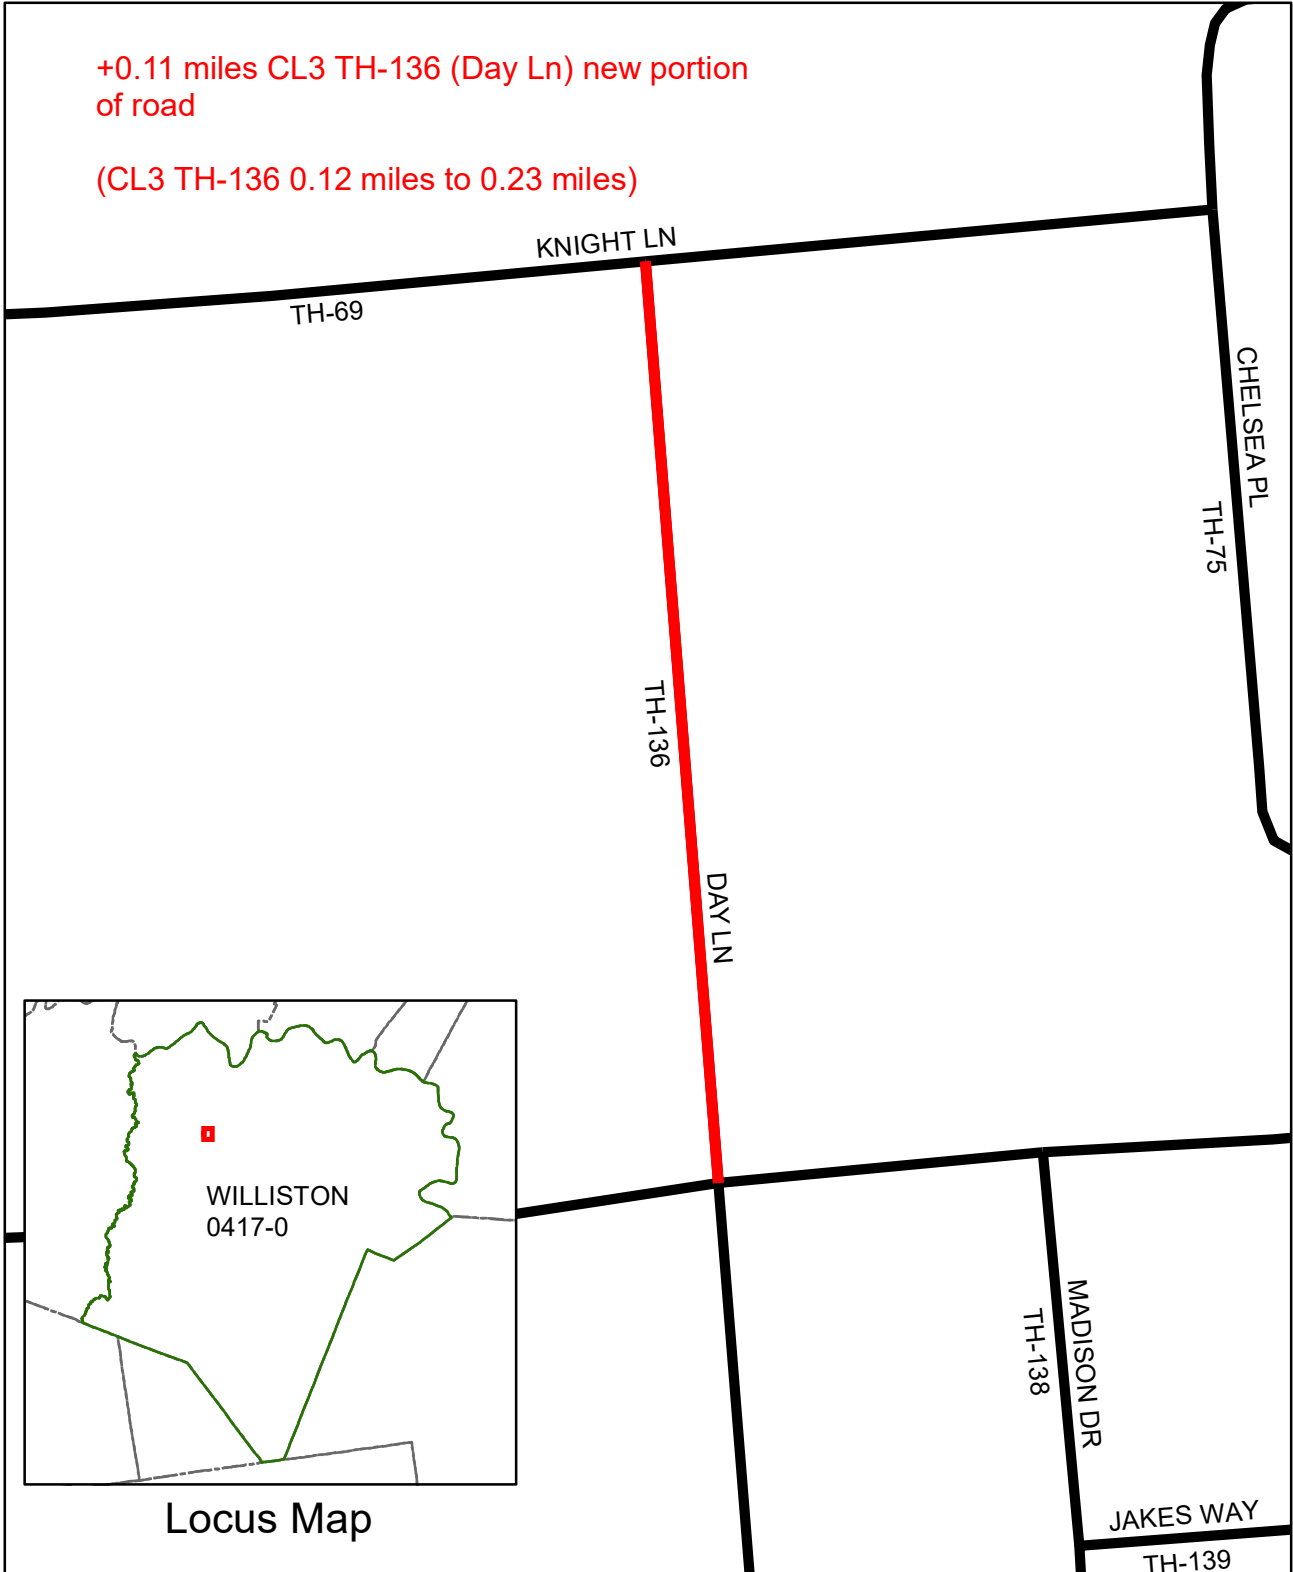 +0.11 miles CL3 TH-136 (Day Ln) new portion
of road
(CL3 TH-136 0.12 miles to 0.23 miles)
KNIGHT LN
TH-69
CHELSEA PL
TH-75
TH-136
DAY LN
WILLISTON
0417-0
MADISON DR
TH-138
JAKES WAY
TH-139
Locus Map